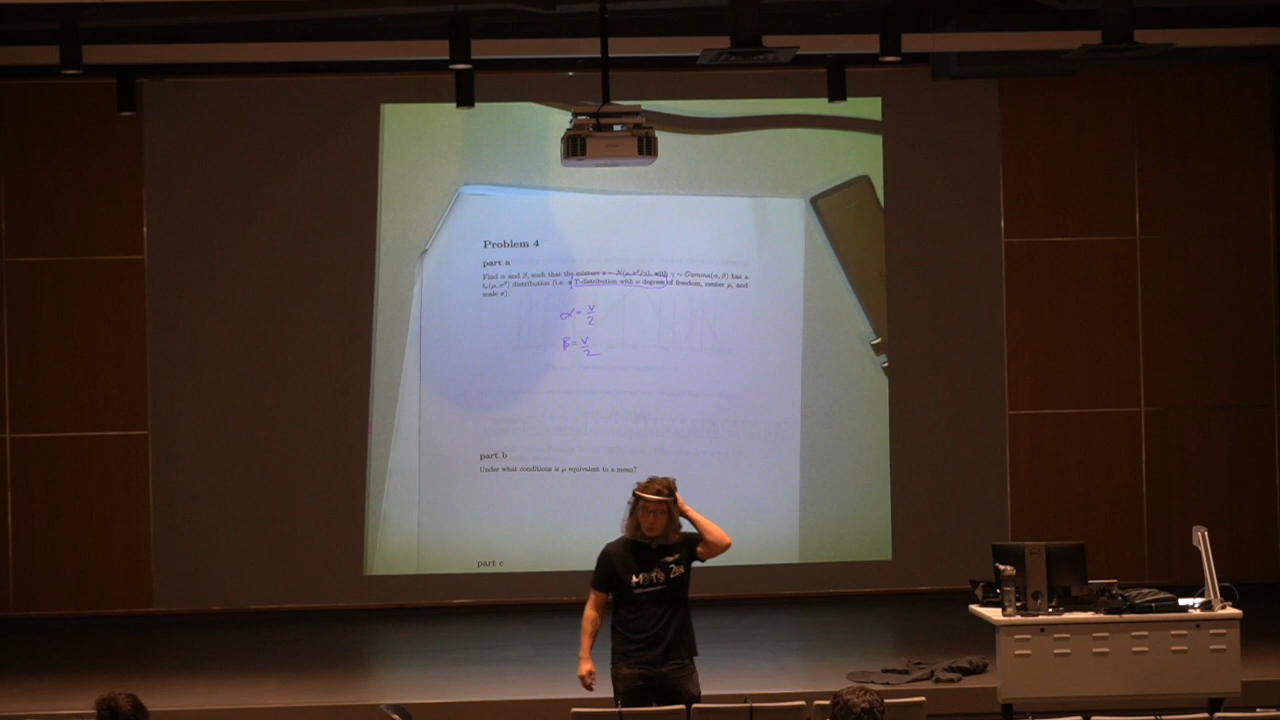 Problem 4
part a
Find α and β, such that the mixture x ~ N(μ, σ²/γ), with γ ~ Gamma(α, β) has a
tᵥ(μ, σ²) distribution (i.e. a T-distribution with ν degrees of freedom, center μ, and
scale σ).
α = v/2
β = v/2
part b
Under what conditions is μ equivalent to a mean?
part c